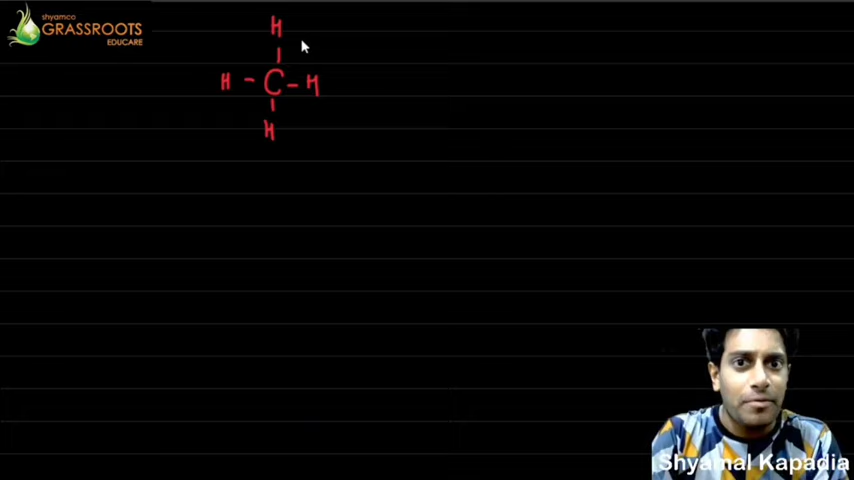 shyamco
GRASSROOTS
EDUCARE
H
H - C - H
H
Shyamal Kapadia